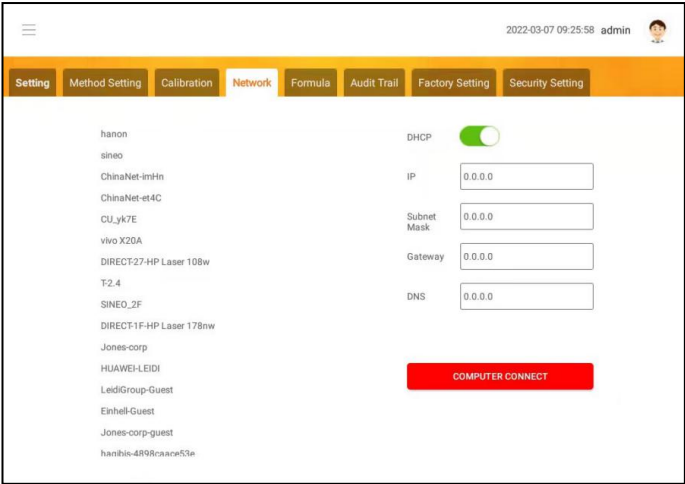 2022-03-07 09:25:58 admin
Setting Method Setting Calibration Network Formula Audit Trail Factory Setting Security Setting
hanon
sineo
ChinaNet-imHn
ChinaNet-et4C
CU_yk7E
vivo X20A
DIRECT-27-HP Laser 108w
T-2.4
SINEO_2F
DIRECT-1F-HP Laser 178nw
Jones-corp
HUAWEI-LEIDI
LeidiGroup-Guest
Einhell-Guest
Jones-corp-guest
hagibis-4898caace53e
DHCP
IP 0.0.0.0
Subnet
Mask 0.0.0.0
Gateway 0.0.0.0
DNS 0.0.0.0
COMPUTER CONNECT